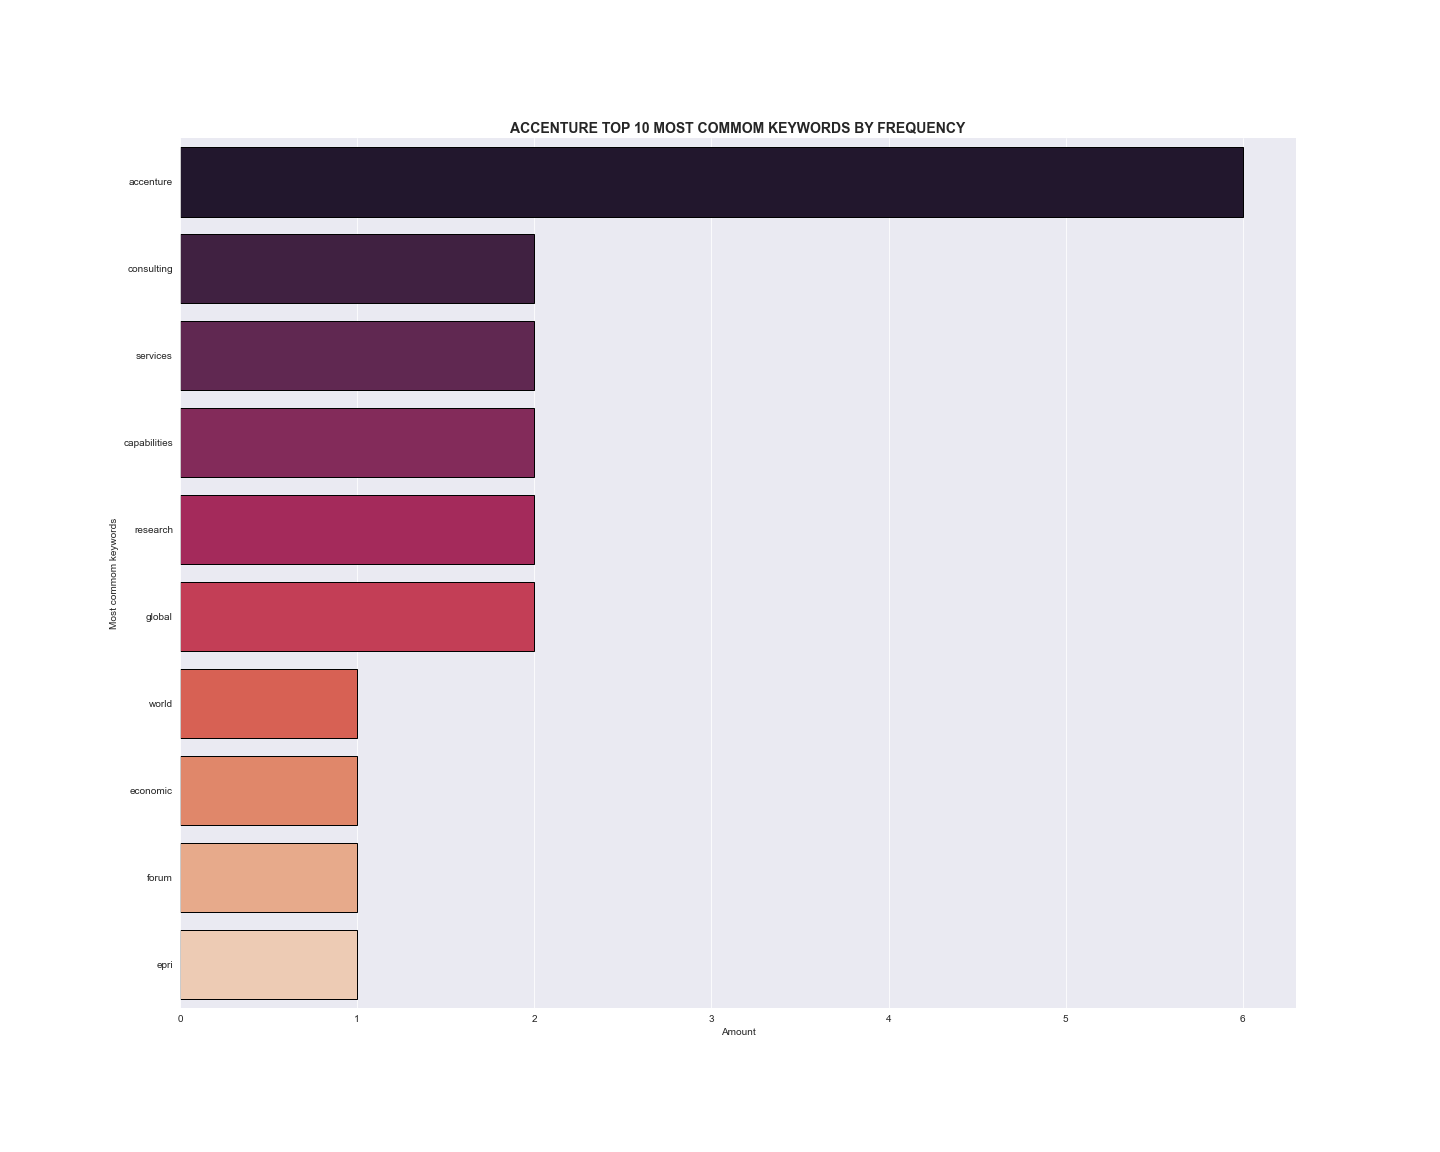 ACCENTURE TOP 10 MOST COMMOM KEYWORDS BY FREQUENCY
Most commom keywords
accenture
consulting
services
capabilities
research
global
world
economic
forum
epri
0 1 2 3 4 5 6
Amount